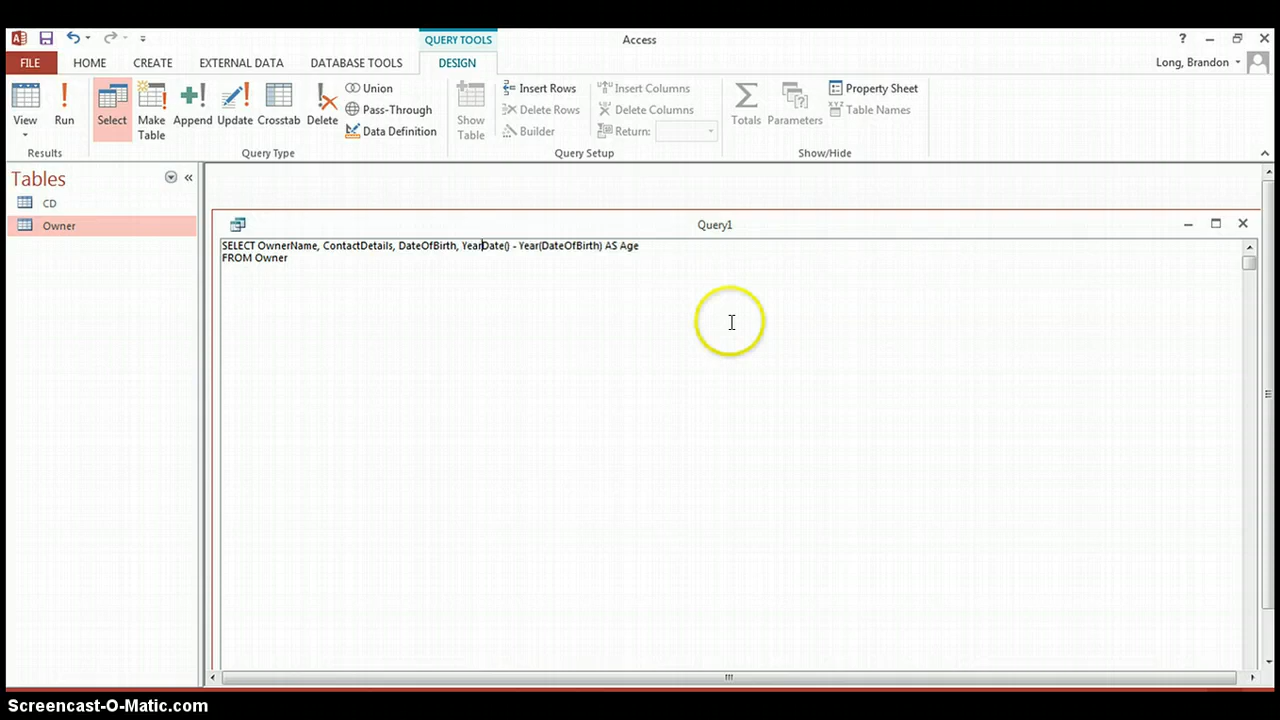 QUERY TOOLS
Access
?
FILE HOME CREATE EXTERNAL DATA DATABASE TOOLS DESIGN
Long, Brandon
View
Run
Select
Make
Table
Append
Update
Crosstab
Delete
Union
Pass-Through
Data Definition
Show
Table
Insert Rows
Delete Rows
Builder
Insert Columns
Delete Columns
Return:
Totals
Parameters
Property Sheet
XYZ
Table Names
Results
Query Type
Query Setup
Show/Hide
Tables
CD
Owner
Query1
SELECT OwnerName, ContactDetails, DateOfBirth, YearDate() - Year(DateOfBirth) AS Age
FROM Owner
Screencast-O-Matic.com